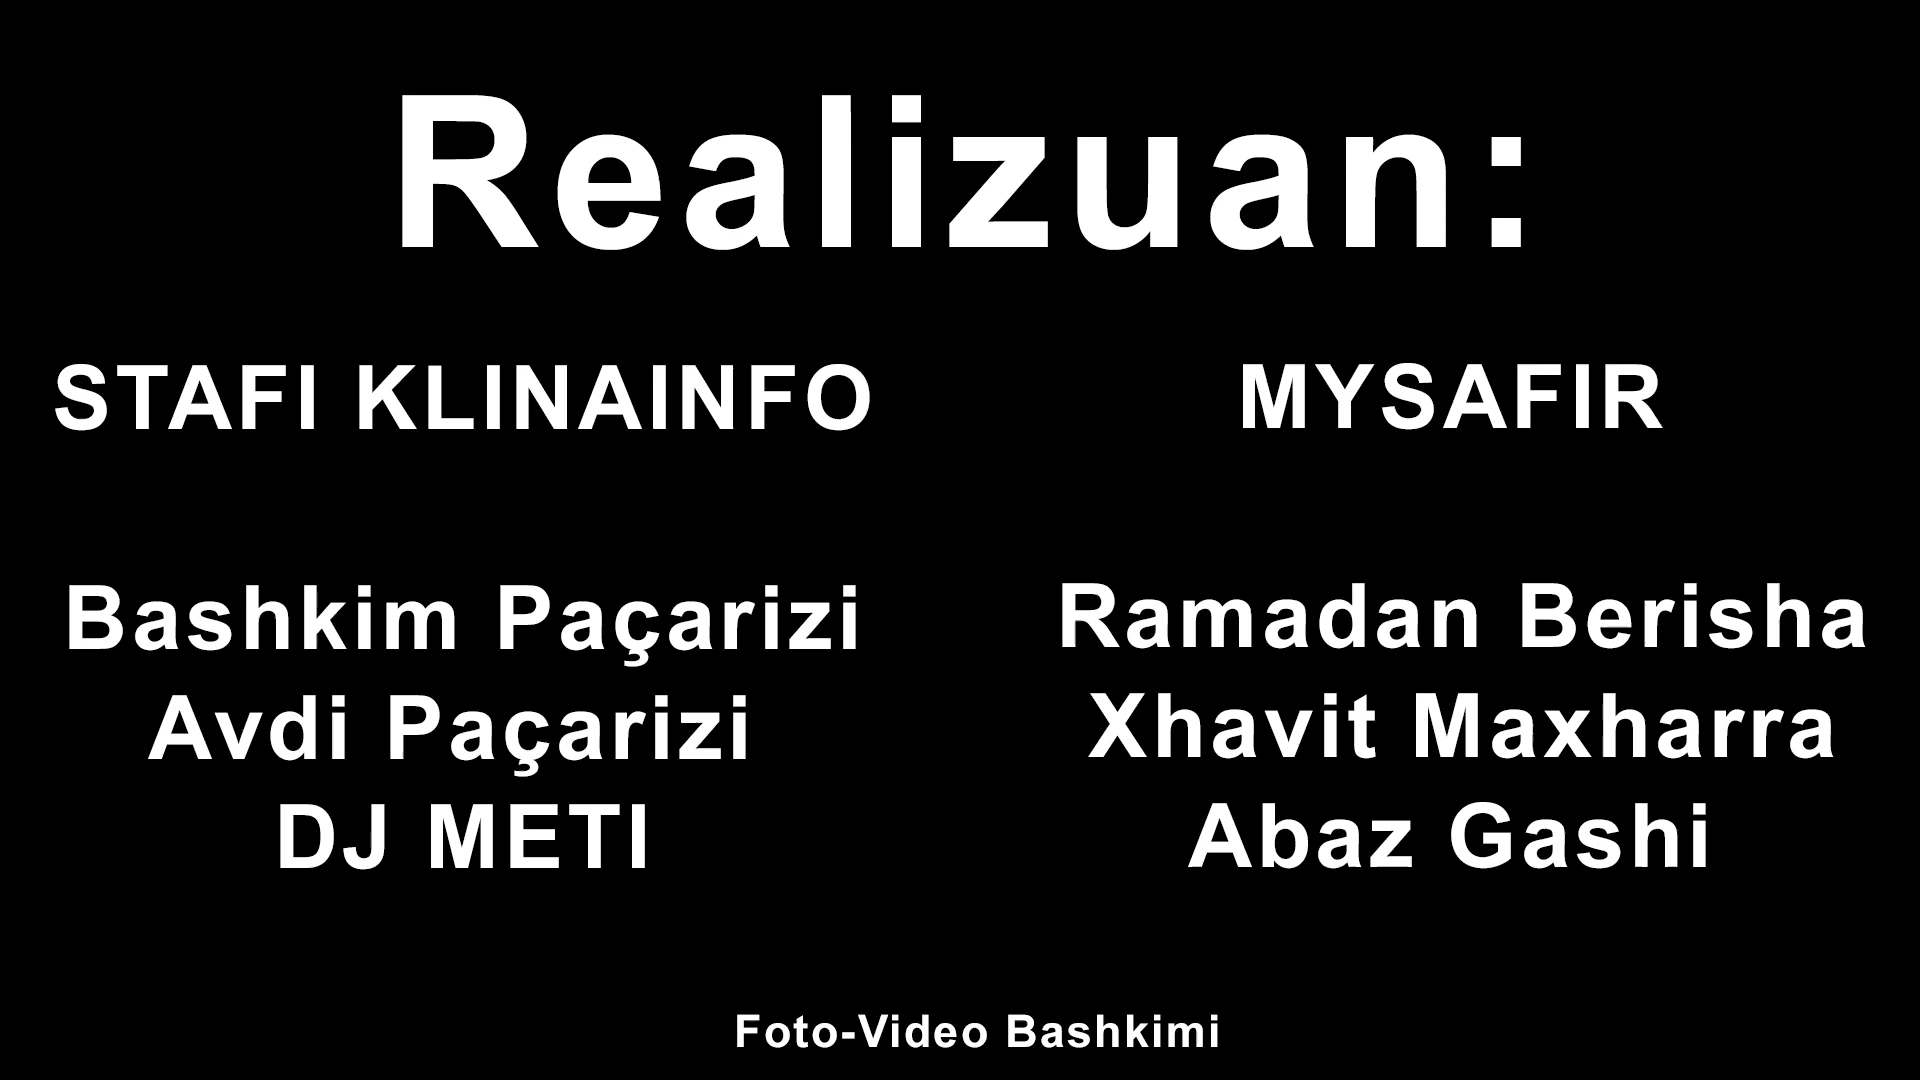 Realizuan:
STAFI KLINAINFO
Bashkim Paçarizi
Avdi Paçarizi
DJ METI
MYSAFIR
Ramadan Berisha
Xhavit Maxharra
Abaz Gashi
Foto-Video Bashkimi